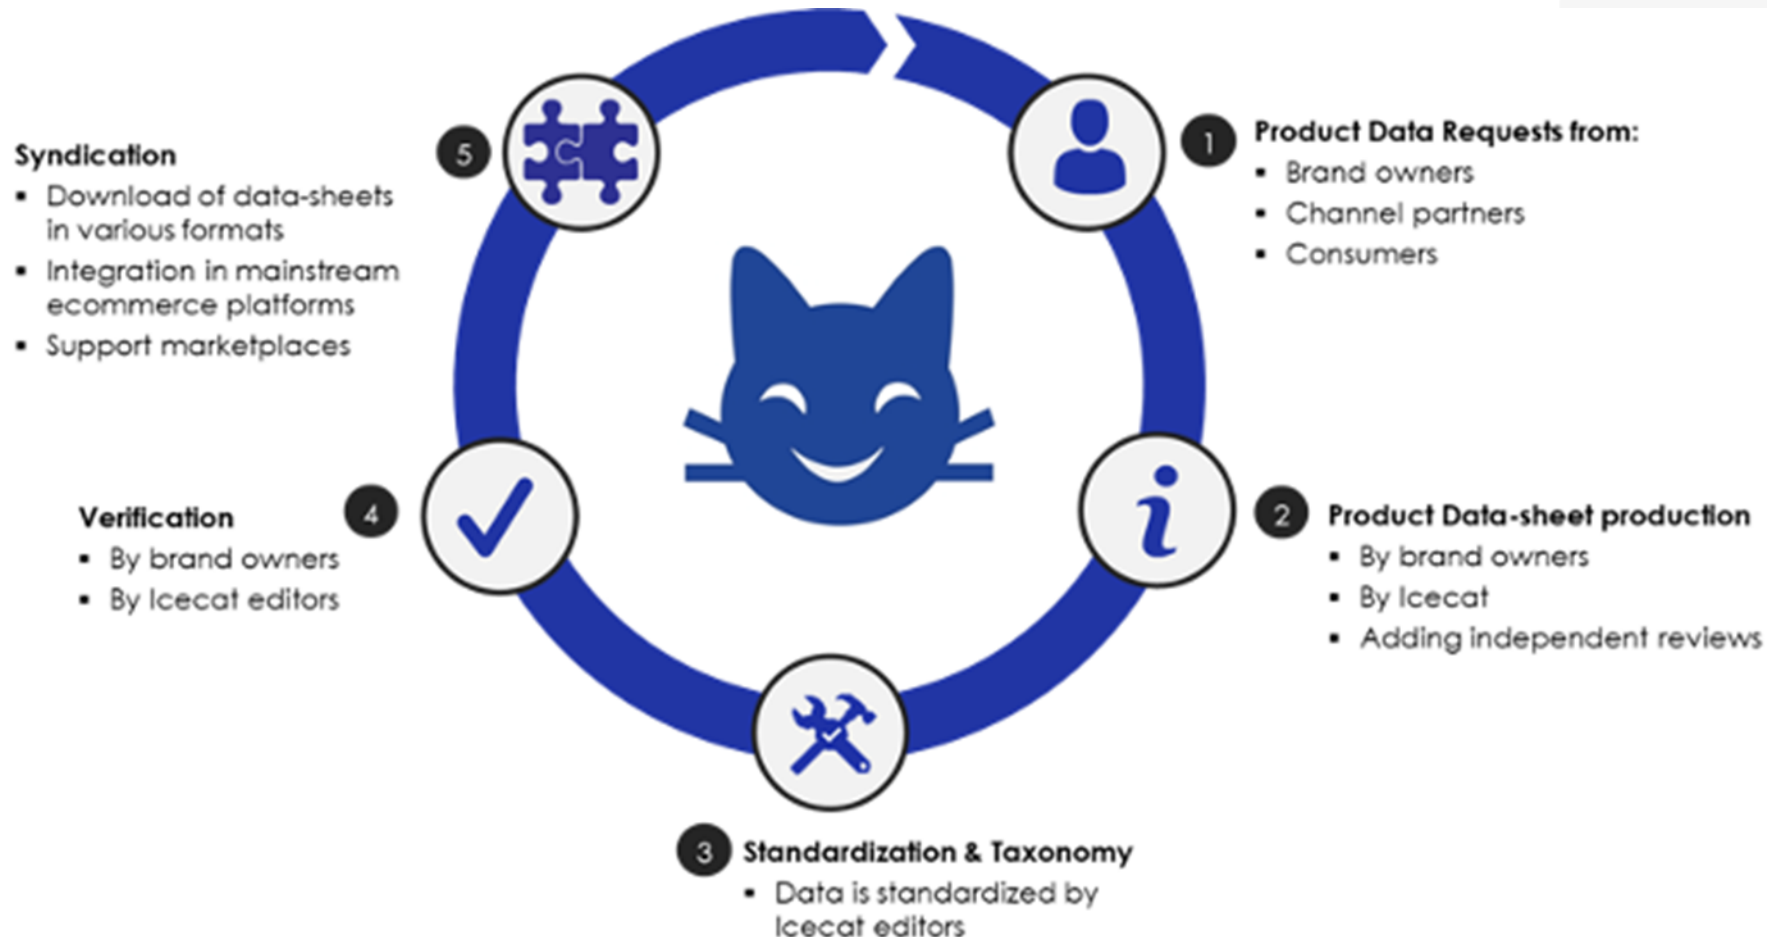 1
Product Data Requests from:
▪ Brand owners
▪ Channel partners
▪ Consumers
2
Product Data-sheet production
▪ By brand owners
▪ By Icecat
▪ Adding independent reviews
3
Standardization & Taxonomy
▪ Data is standardized by
Icecat editors
4
Verification
▪ By brand owners
▪ By Icecat editors
5
Syndication
▪ Download of data-sheets
in various formats
▪ Integration in mainstream
ecommerce platforms
▪ Support marketplaces